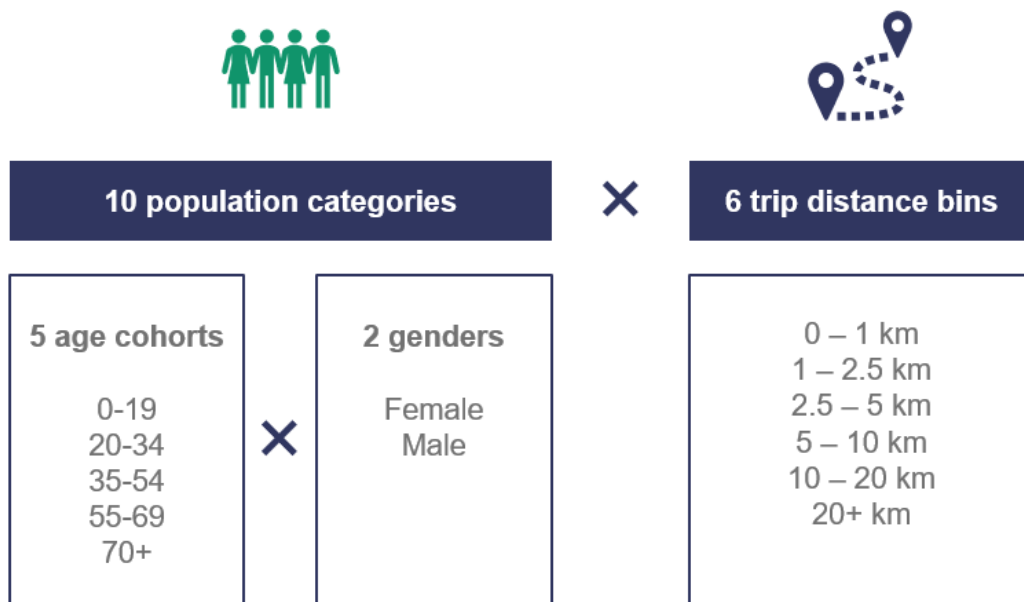 10 population categories
×
6 trip distance bins
5 age cohorts
0-19
20-34
35-54
55-69
70+
×
2 genders
Female
Male
0 – 1 km
1 – 2.5 km
2.5 – 5 km
5 – 10 km
10 – 20 km
20+ km